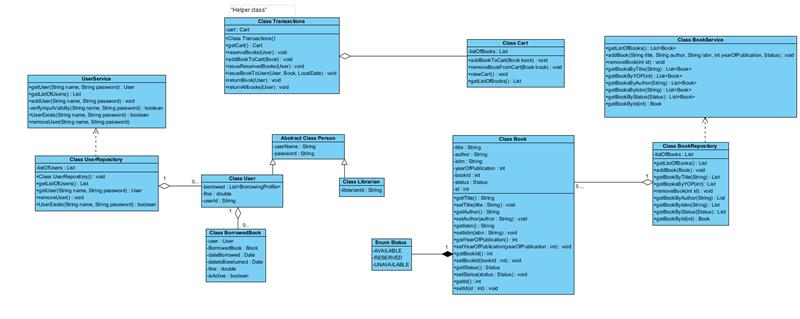 "Helper class"
Class Transactions
-cart : Cart
+Class Transactions()
+getCart() : Cart
+reserveBooks(User) : void
+addBookToCart(Book) : void
+issueReservedBooks(User) : void
+issueBookToUser(User, Book, LocalDate) : void
+returnBook(User) : void
+returnAllbooks(User) : void
Class Cart
-listOfBooks : List
+addBookToCart(Book book) : void
+removeBookFromCart(Book book) : void
+viewCart() : void
+getListOfBooks() : List
Class BookService
+getListOfBooks() : List<Book>
+addBook(String title, String author, String isbn, int yearOfPublication, Status) : void
+removeBook(int id) : void
+getBooksByTitle(String) : List<Book>
+getBooksByYOP(int) : List<Book>
+getBooksByAuthor(String) : List<Book>
+getBooksByIsbn(String) : List<Book>
+getBooksByStatus(Status) : List<Book>
+getBookById(int) : Book
UserService
+getUser(String name, String password) : User
+getListOfUsers() : List
+addUser(String name, String password) : void
-verifyInputValidity(String name, String password) : boolean
+UserExists(String name, String password) : boolean
+removeUser(String name, String password)
Class UserRepository
-listOfUsers : List
+Class UserRepository() : void
+getListOfUsers() : List
+getUser(String name, String password) : User
+removeUser() : void
+UserExists(String name, String password) : boolean
1
0...
Abstract Class Person
-userName : String
-password : String
Class User
-borrowed : List<BorrowingProfile>
-fine : double
-userId : String
Class Librarian
-librarianId : String
1
0...
Class BorrowedBook
-user : User
-BorrowedBook : Book
-dateBorrowed : Date
-fine : double
-isActive : boolean
Enum Status
-AVAILABLE
-RESERVED
-UNAVAILABLE
1
Class Book
-title : String
-author : String
-isbn : String
-yearOfPublication : int
-bookId : int
-status : Status
-id : int
+getTitle() : String
+setTitle(title : String) : void
+getAuthor() : String
+setAuthor(author : String) : void
+getIsbn() : String
+setIsbn(isbn : String) : void
+getYearOfPublication() : int
+setYearOfPublication(yearOfPublication : int) : void
+getBookId() : int
+setBookId(bookId : int) : void
+getStatus() : Status
+setStatus(status : Status) : void
+getId() : int
+setId(id : int) : void
0...
1
Class BookRepository
-listOfBooks : List
+getListOfBooks() : List
+addBook(Book) : void
+getBookByTitle(String) : List
+getBooksByYOP(int) : List
+removeBook(int) : void
+getBookByAuthor(String) : List
+getBookByIsbn(String) : List
+getBookByStatus(Status) : List
+getBookById(int) : Book